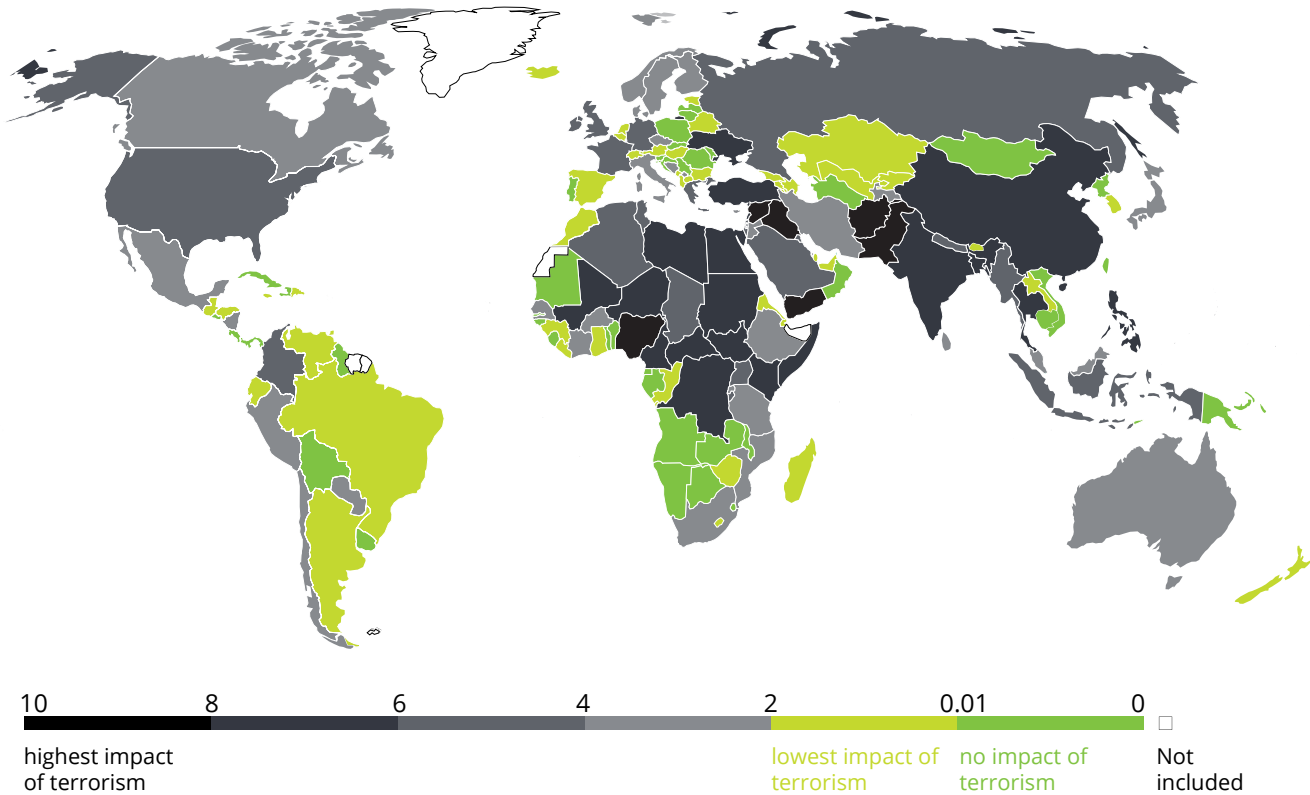 10 8 6 4 2 0.01 0
highest impact
of terrorism
lowest impact of
terrorism
no impact of
terrorism
Not
included